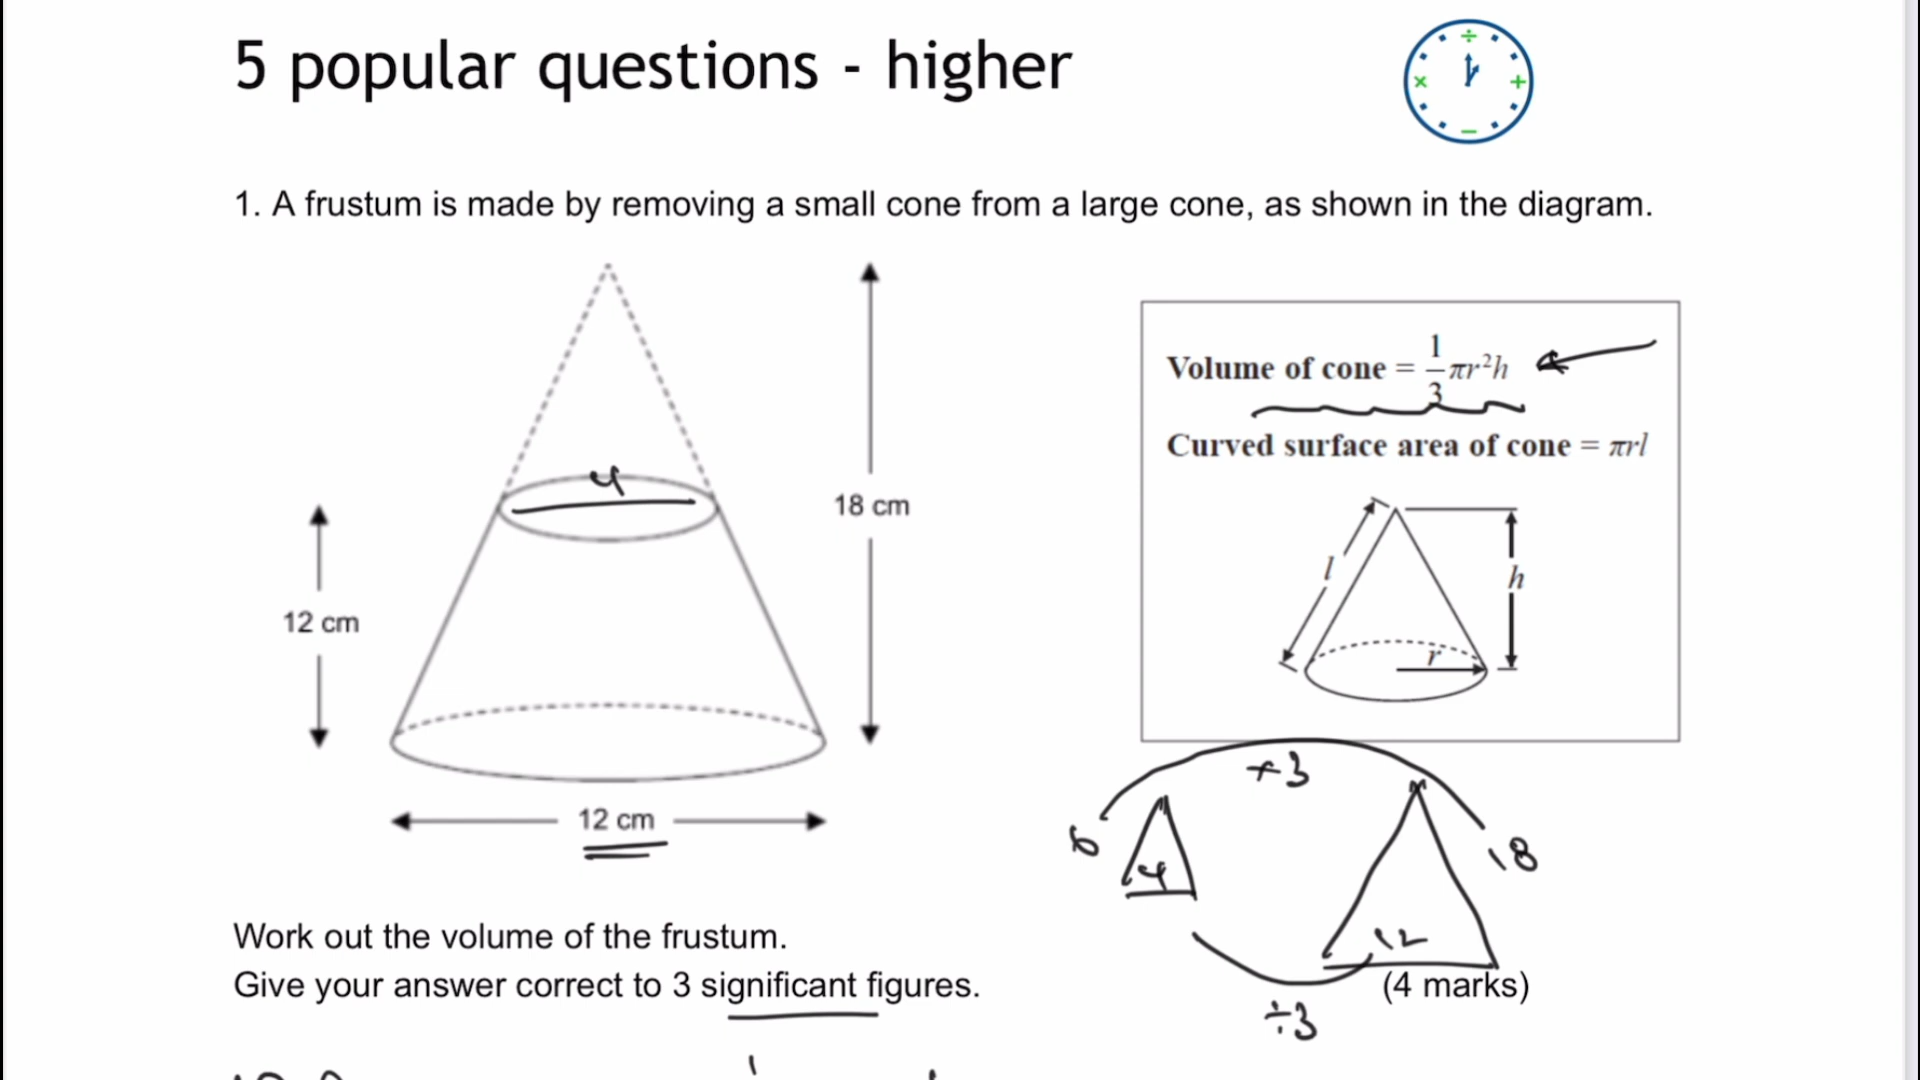 5 popular questions - higher
÷
× +
−
1. A frustum is made by removing a small cone from a large cone, as shown in the diagram.
Volume of cone = 1/3 πr²h
Curved surface area of cone = πrl
4
18 cm
l
h
r
12 cm
×3
6
4
18
12 cm
12
Work out the volume of the frustum.
Give your answer correct to 3 significant figures.
(4 marks)
÷3